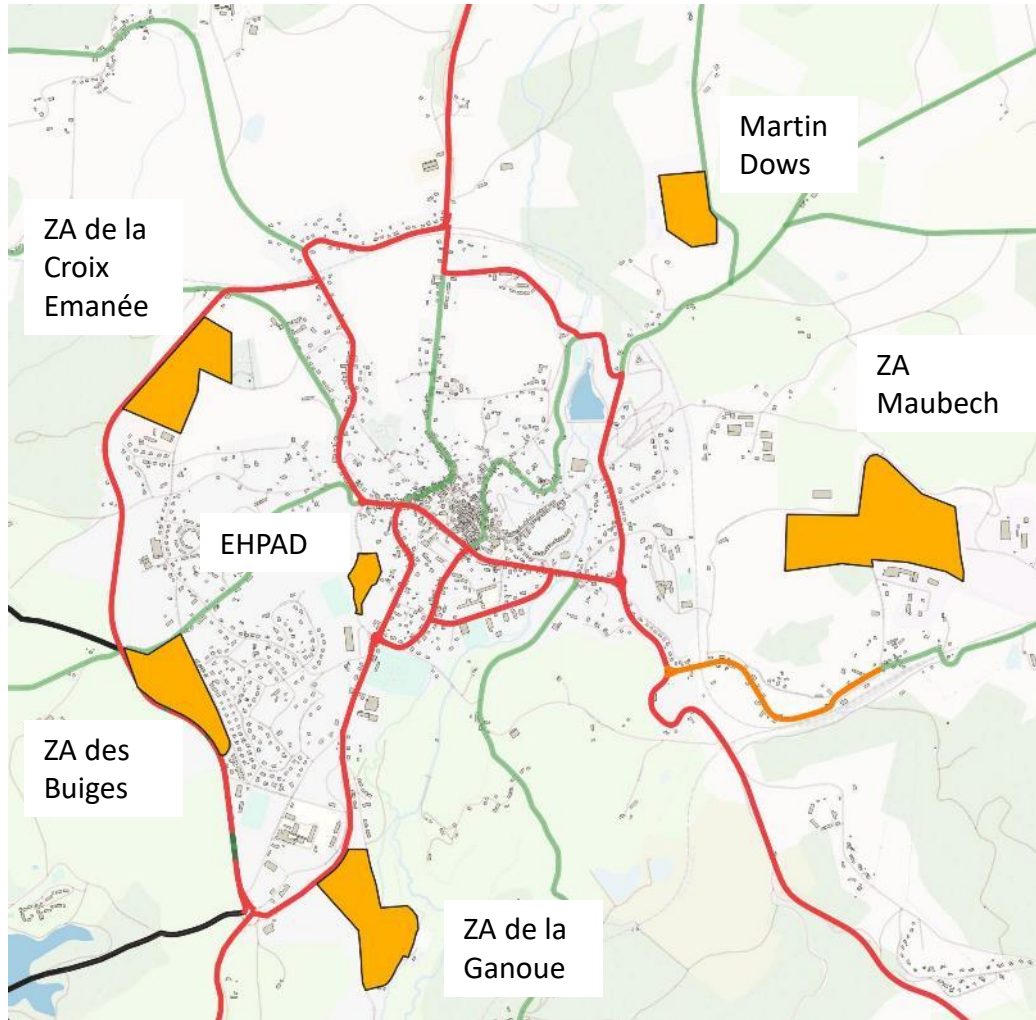 Martin
Dows
ZA de la
Croix
Emanée
ZA
Maubech
EHPAD
ZA des
Buiges
ZA de la
Ganoue